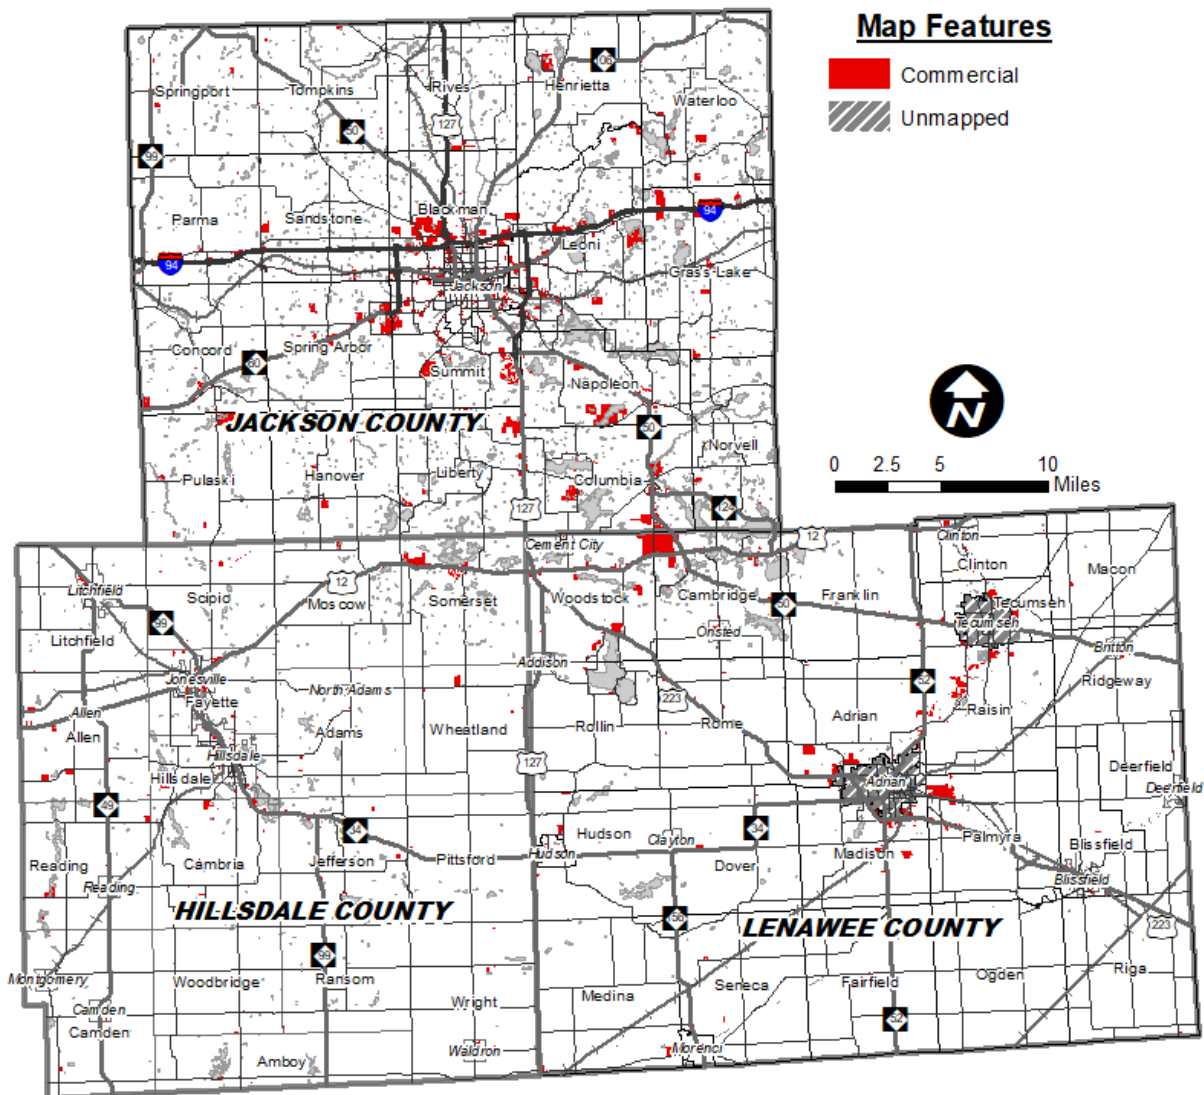 Map Features
Commercial
Unmapped
N
0 2.5 5 10
Miles
106
Springport
Tompkins
Rives
Henrietta
Waterloo
127
50
99
Parma
Sandstone
Blackman
94
Leoni
94
Grass Lake
Jackson
Concord
60
Spring Arbor
Summit
Napoleon
JACKSON COUNTY
50
Norvell
Pulaski
Hanover
Liberty
Columbia
127
124
Cement City
12
Clinton
Clinton
Macon
Litchfield
Scipio
12
Moscow
Somerset
Woodstock
Cambridge
50
Franklin
Tecumseh
Tecumseh
99
Litchfield
Onsted
Britton
Addison
Jonesville
North Adams
52
Ridgeway
Fayette
223
Raisin
Allen
Allen
Adams
Wheatland
Rollin
Rome
Adrian
Hillsdale
127
Hillsdale
Adrian
Deerfield
Deerfield
49
34
Hudson
Clayton
34
Palmyra
Reading
Cambria
Jefferson
Pittsford
Hudson
Dover
Madison
Blissfield
Reading
Blissfield
HILLSDALE COUNTY
156
LENAWEE COUNTY
223
99
Montgomery
Woodbridge
Ransom
Medina
Seneca
Fairfield
Ogden
Riga
Wright
Camden
Camden
52
Amboy
Waldron
Morenci